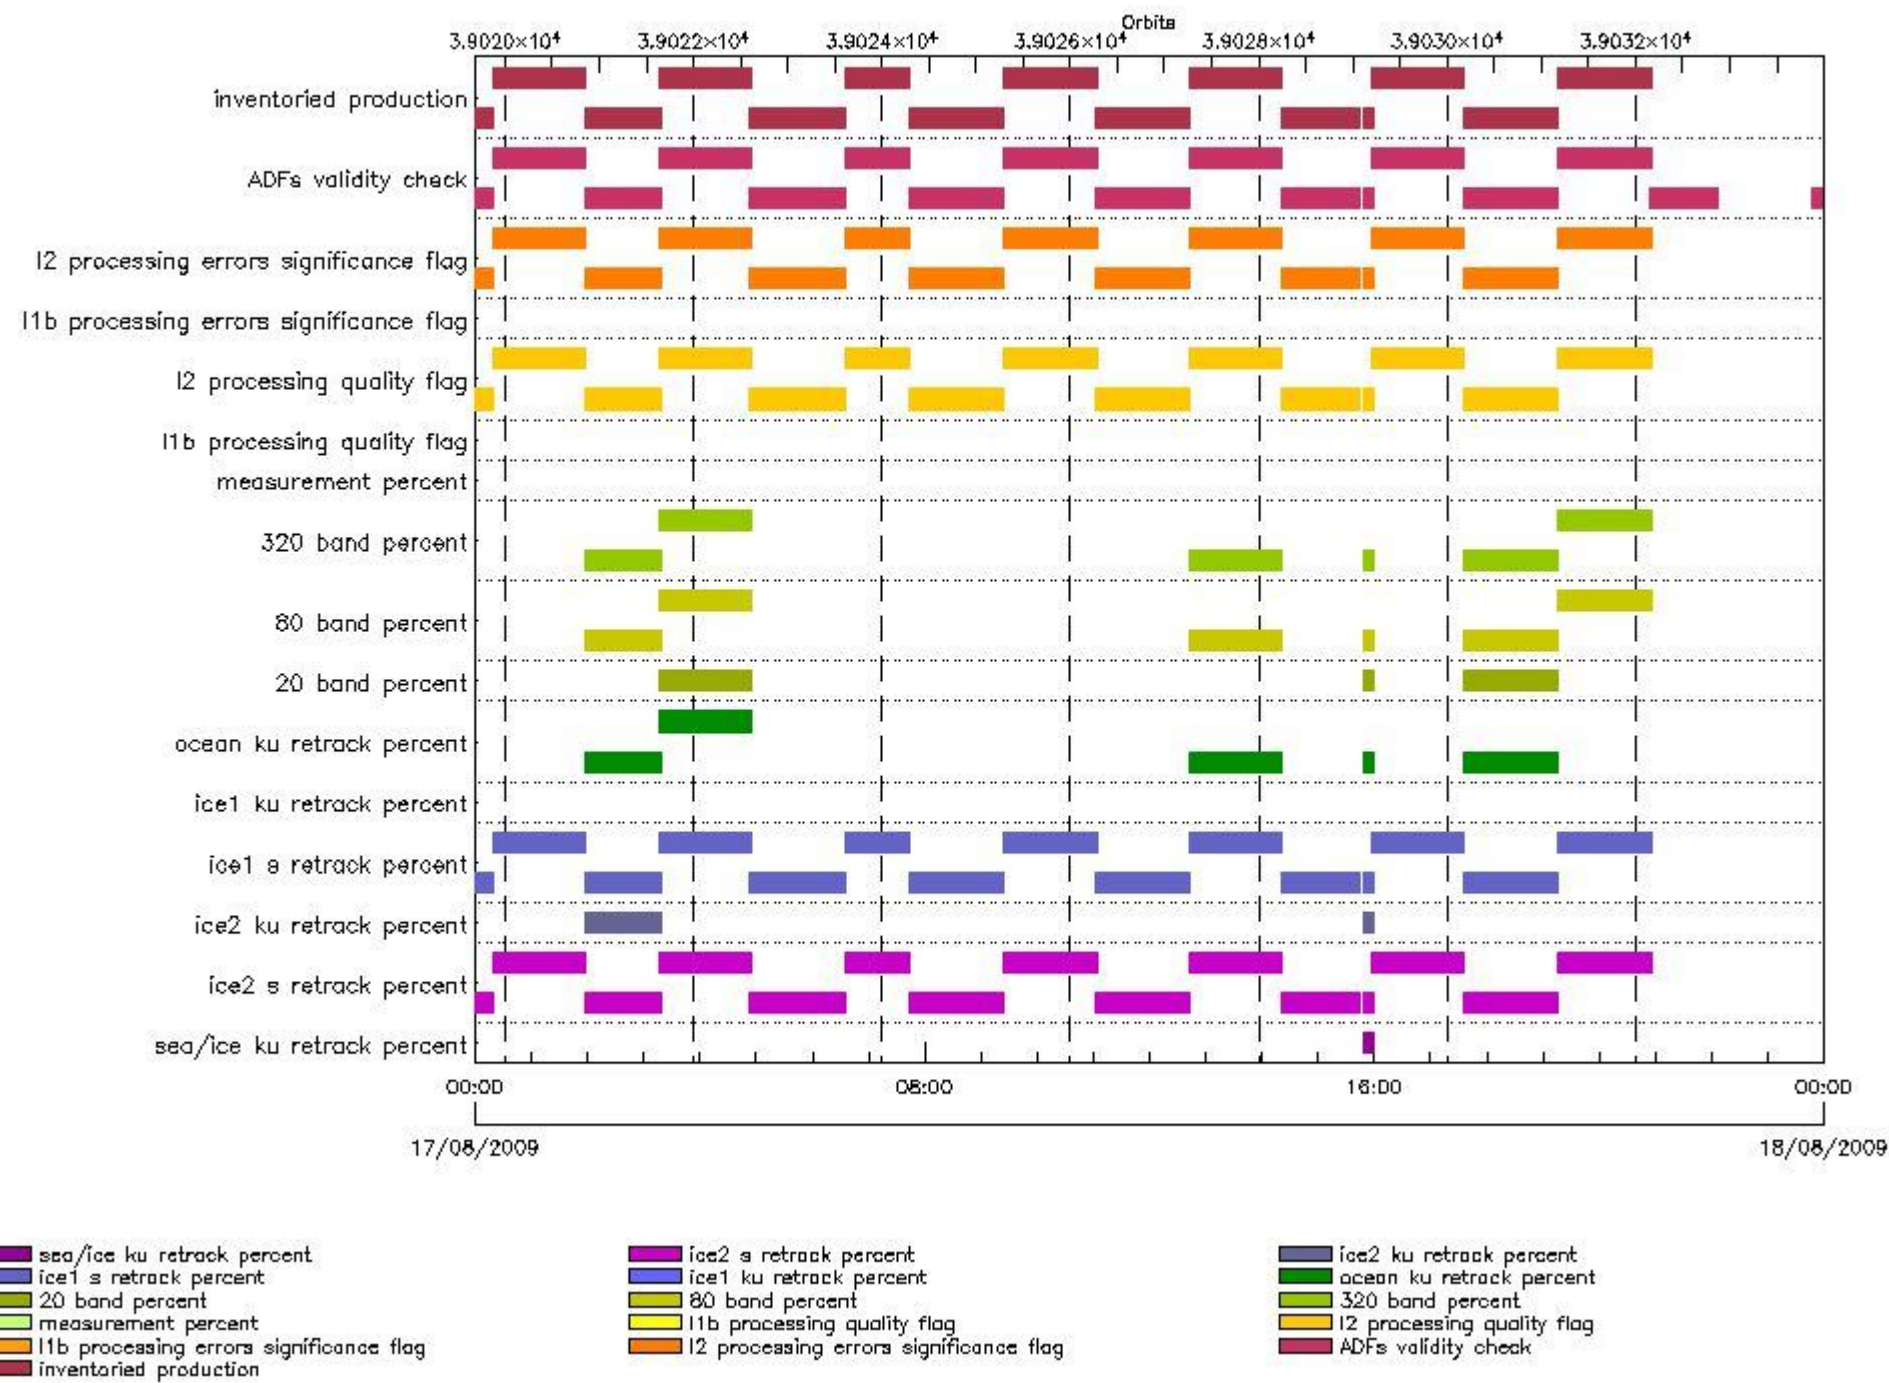 Orbits
3.9020×10⁴ 3.9022×10⁴ 3.9024×10⁴ 3.9026×10⁴ 3.9028×10⁴ 3.9030×10⁴ 3.9032×10⁴
inventoried production
ADFs validity check
l2 processing errors significance flag
l1b processing errors significance flag
l2 processing quality flag
l1b processing quality flag
measurement percent
320 band percent
80 band percent
20 band percent
ocean ku retrack percent
ice1 ku retrack percent
ice1 s retrack percent
ice2 ku retrack percent
ice2 s retrack percent
sea/ice ku retrack percent
00:00 08:00 16:00 00:00
17/08/2009 18/08/2009
sea/ice ku retrack percent ice2 s retrack percent ice2 ku retrack percent
ice1 s retrack percent ice1 ku retrack percent ocean ku retrack percent
20 band percent 80 band percent 320 band percent
measurement percent l1b processing quality flag l2 processing quality flag
l1b processing errors significance flag l2 processing errors significance flag ADFs validity check
inventoried production